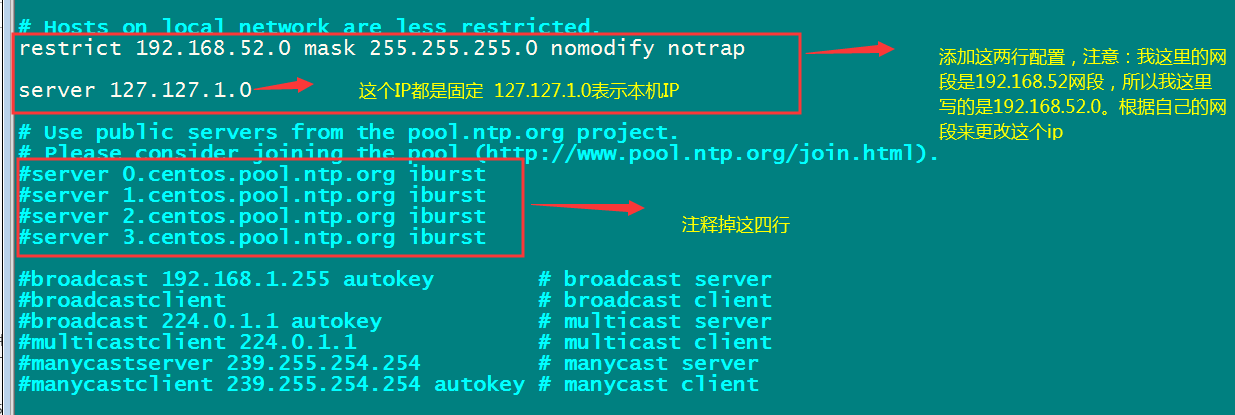 # Hosts on local network are less restricted.
restrict 192.168.52.0 mask 255.255.255.0 nomodify notrap
server 127.127.1.0
这个IP都是固定 127.127.1.0表示本机IP
添加这两行配置，注意：我这里的网
段是192.168.52网段，所以我这里
写的是192.168.52.0。根据自己的网
段来更改这个ip
# Use public servers from the pool.ntp.org project.
# Please consider joining the pool (http://www.pool.ntp.org/join.html).
#server 0.centos.pool.ntp.org iburst
#server 1.centos.pool.ntp.org iburst
#server 2.centos.pool.ntp.org iburst
#server 3.centos.pool.ntp.org iburst
注释掉这四行
#broadcast 192.168.1.255 autokey # broadcast server
#broadcastclient # broadcast client
#broadcast 224.0.1.1 autokey # multicast server
#multicastclient 224.0.1.1 # multicast client
#manycastserver 239.255.254.254 # manycast server
#manycastclient 239.255.254.254 autokey # manycast client